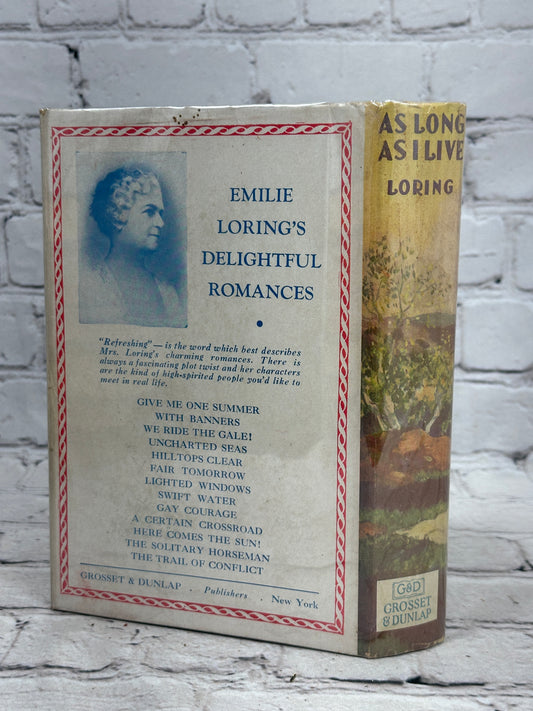 EMILIE
LORING'S
DELIGHTFUL
ROMANCES
"Refreshing" — is the word which best describes
Mrs. Loring's charming romances. There is
always a fascinating plot twist and her characters
are the kind of high-spirited people you'd like to
meet in real life.
GIVE ME ONE SUMMER
WITH BANNERS
WE RIDE THE GALE!
UNCHARTED SEAS
HILLTOPS CLEAR
FAIR TOMORROW
LIGHTED WINDOWS
SWIFT WATER
GAY COURAGE
A CERTAIN CROSSROAD
HERE COMES THE SUN!
THE SOLITARY HORSEMAN
THE TRAIL OF CONFLICT
GROSSET & DUNLAP . Publishers . New York
AS LONG
AS I LIVE
LORING
G&D
GROSSET
& DUNLAP